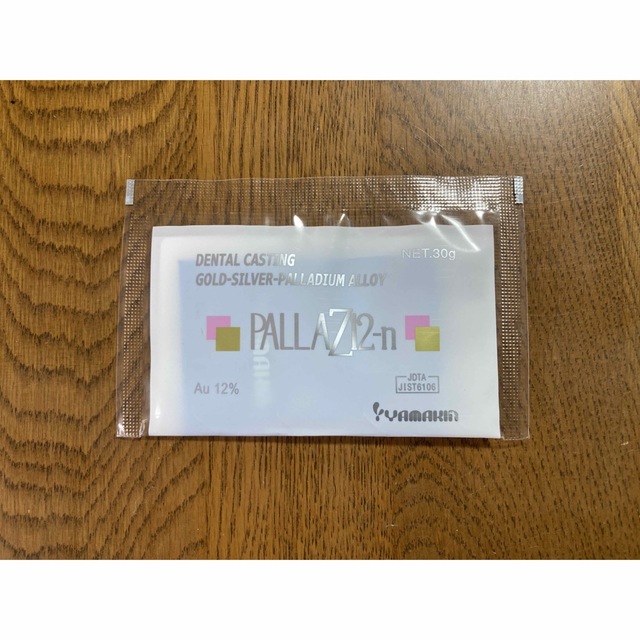 DENTAL CASTING
GOLD-SILVER-PALLADIUM ALLOY
NET.30g
PALLAZ12-n
Au 12%
JDTA
JIST6106
YAMAKIN